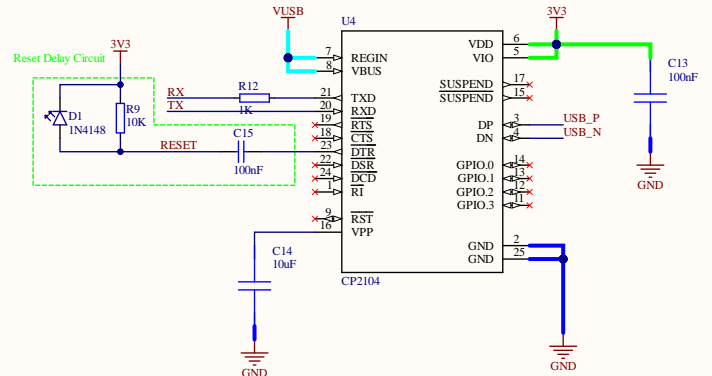 VUSB
U4
3V3
3V3
Reset Delay Circuit
7 REGIN
8 VBUS
VDD 6
VIO 5
C13
100nF
RX
R12
21 TXD
TX
1K
20 RXD
SUSPEND 17
SUSPEND 15
D1
1N4148
R9
10K
19 RTS
18 CTS
DP 3 USB_P
DN 4 USB_N
RESET
C15
100nF
23 DTR
22 DSR
24 DCD
1 RI
GPIO.0 14
GPIO.1 13
GPIO.2 12
GPIO.3 11
GND
9 RST
16 VPP
C14
10uF
GND 2
GND 25
CP2104
GND
GND